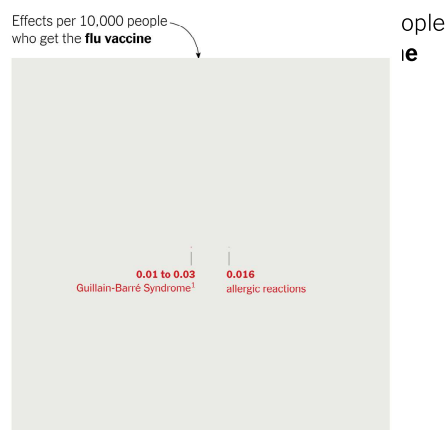 Effects per 10,000 people
who get the flu vaccine
ople
e
0.01 to 0.03
Guillain-Barré Syndrome¹
0.016
allergic reactions